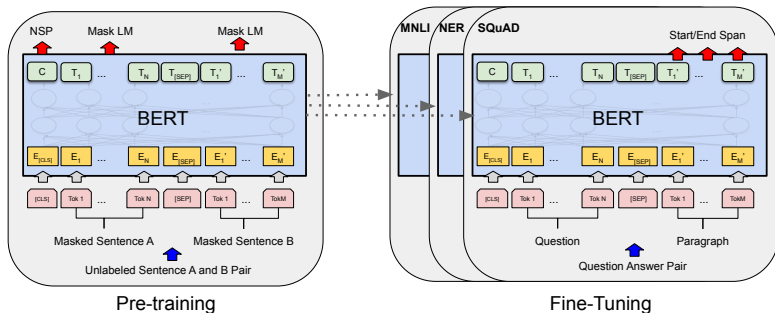 NSP Mask LM Mask LM
C T1 ... TN T[SEP] T1' ... TM'
BERT
E[CLS] E1 ... EN E[SEP] E1' ... EM'
[CLS] Tok 1 ... Tok N [SEP] Tok 1 ... TokM
Masked Sentence A Masked Sentence B
Unlabeled Sentence A and B Pair
Pre-training
MNLI NER SQuAD
Start/End Span
C T1 ... TN T[SEP] T1' ... TM'
BERT
E[CLS] E1 ... EN E[SEP] E1' ... EM'
[CLS] Tok 1 ... Tok N [SEP] Tok 1 ... TokM
Question Paragraph
Question Answer Pair
Fine-Tuning